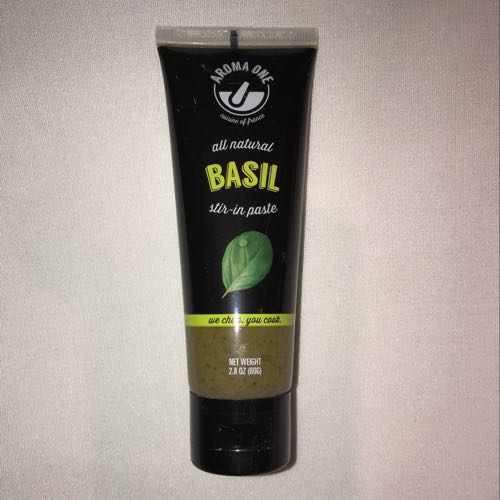 AROMA ONE
cuisine of france
all natural
BASIL
stir-in paste
we chop, you cook.
NET WEIGHT
2.8 OZ (80G)